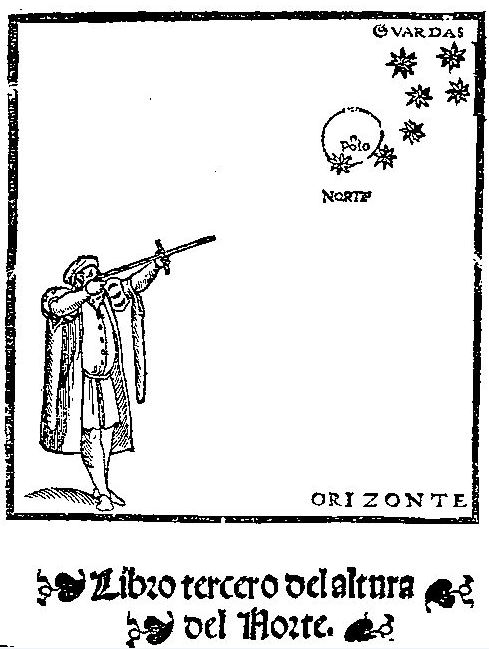 GVARDAS
Polo
NORTE
ORIZONTE
Libro tercero del altura
del Norte.